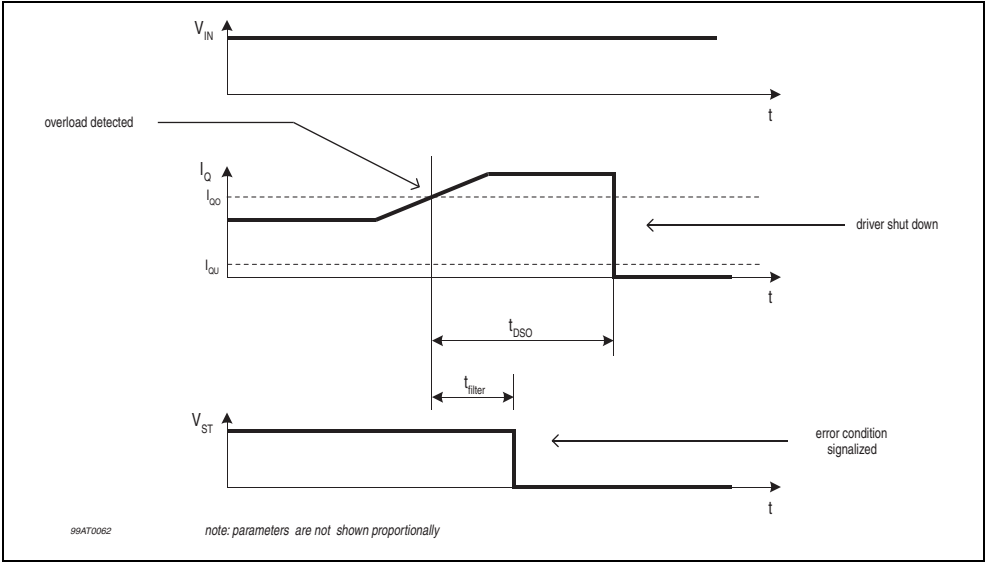 V_IN
t
overload detected
I_Q
I_QO
driver shut down
I_QU
t
t_DSO
t_filter
V_ST
error condition
signalized
t
99AT0062
note: parameters are not shown proportionally